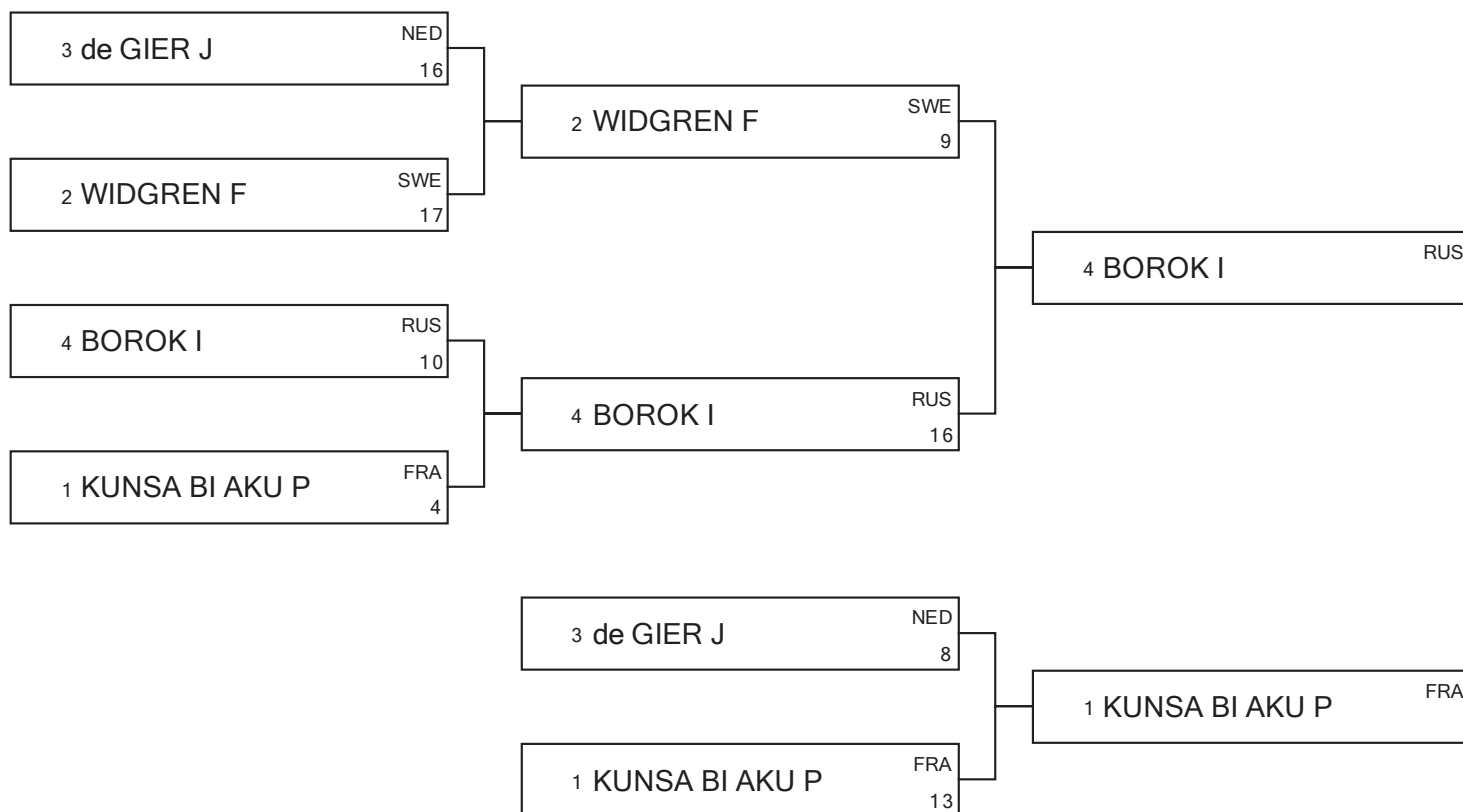 3 de GIER J NED 16
2 WIDGREN F SWE 17
2 WIDGREN F SWE 9
4 BOROK I RUS 10
1 KUNSA BI AKU P FRA 4
4 BOROK I RUS 16
4 BOROK I RUS
3 de GIER J NED 8
1 KUNSA BI AKU P FRA 13
1 KUNSA BI AKU P FRA